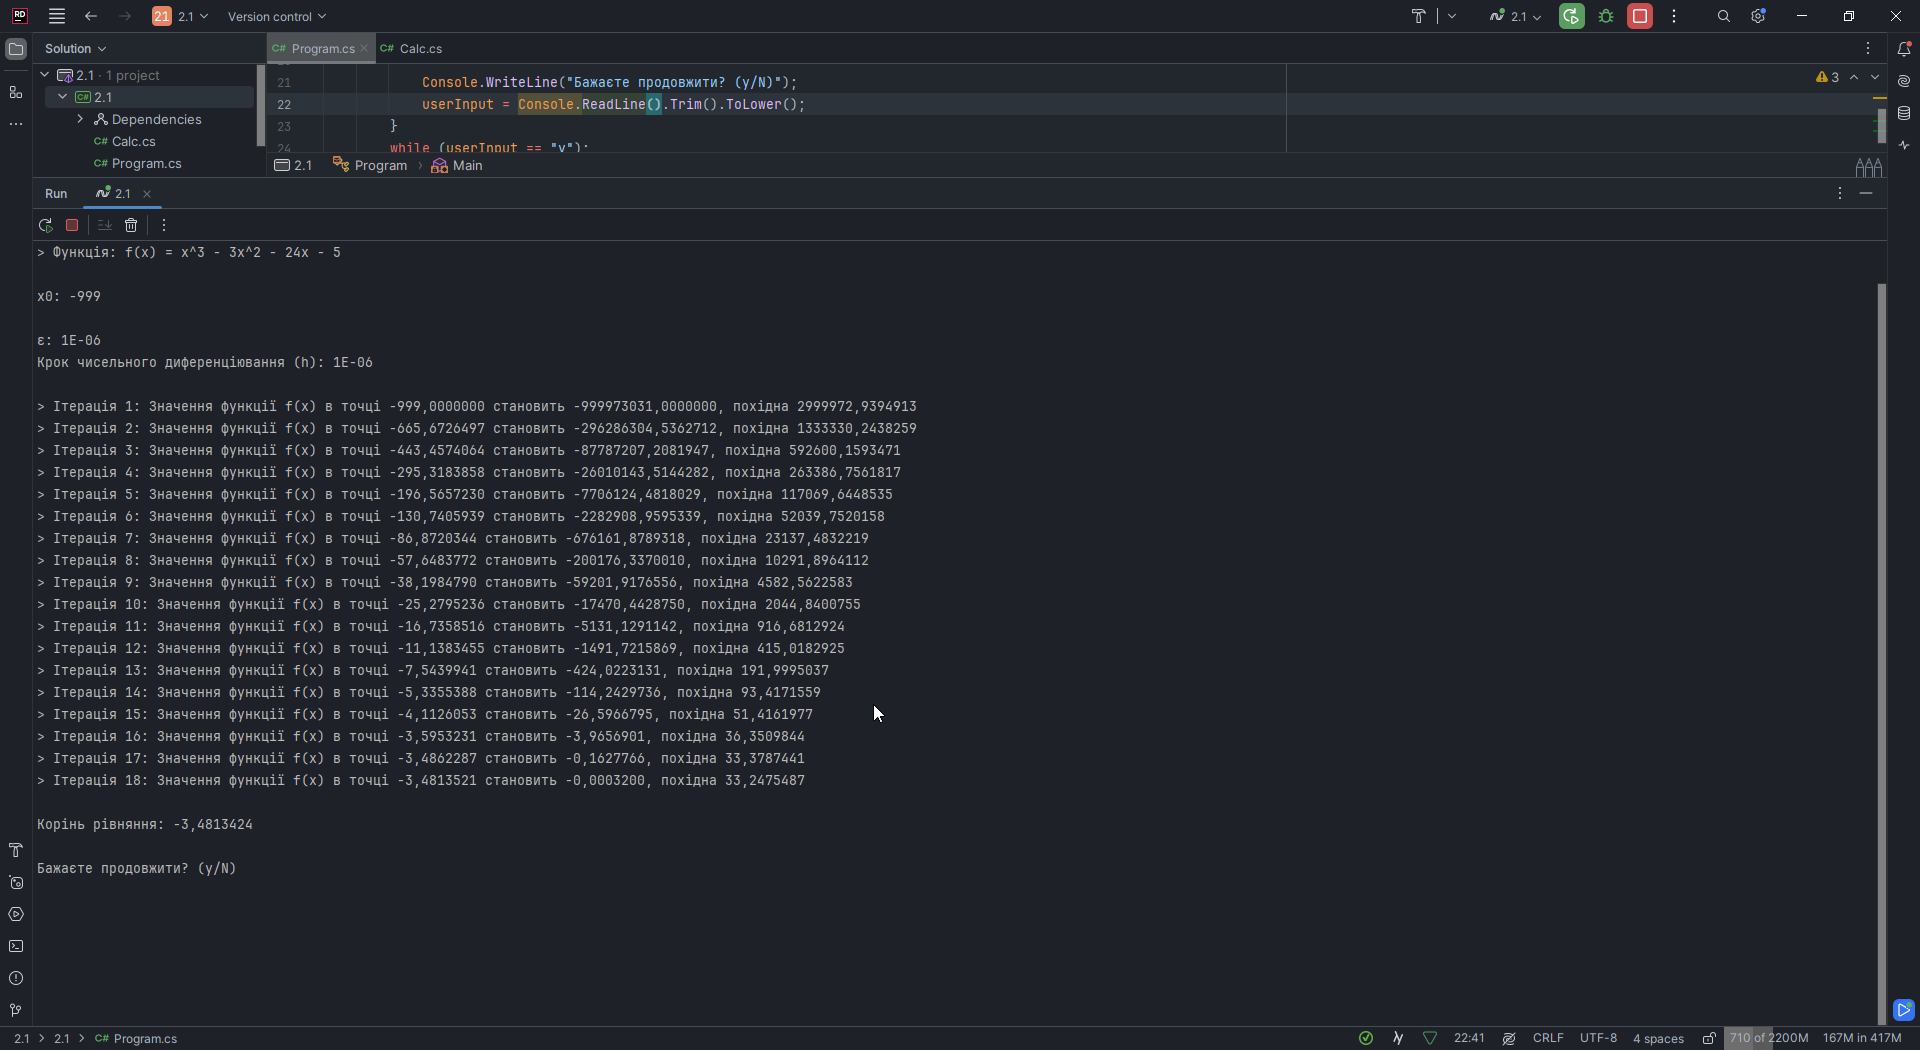 RD 21 2.1 Version control 2.1
Solution Program.cs Calc.cs
2.1 · 1 project
21 Console.WriteLine("Бажаєте продовжити? (y/N)"); 3
2.1
22 userInput = Console.ReadLine().Trim().ToLower();
Dependencies
23 }
Calc.cs
24 while (userInput == "y");
Program.cs
2.1 Program Main
Run 2.1
> Функція: f(x) = x^3 - 3x^2 - 24x - 5
x0: -999
ε: 1E-06
Крок чисельного диференціювання (h): 1E-06
> Ітерація 1: Значення функції f(x) в точці -999,0000000 становить -999973031,0000000, похідна 2999972,9394913
> Ітерація 2: Значення функції f(x) в точці -665,6726497 становить -296286304,5362712, похідна 1333330,2438259
> Ітерація 3: Значення функції f(x) в точці -443,4574064 становить -87787207,2081947, похідна 592600,1593471
> Ітерація 4: Значення функції f(x) в точці -295,3183858 становить -26010143,5144282, похідна 263386,7561817
> Ітерація 5: Значення функції f(x) в точці -196,5657230 становить -7706124,4818029, похідна 117069,6448535
> Ітерація 6: Значення функції f(x) в точці -130,7405939 становить -2282908,9595339, похідна 52039,7520158
> Ітерація 7: Значення функції f(x) в точці -86,8720344 становить -676161,8789318, похідна 23137,4832219
> Ітерація 8: Значення функції f(x) в точці -57,6483772 становить -200176,3370010, похідна 10291,8964112
> Ітерація 9: Значення функції f(x) в точці -38,1984790 становить -59201,9176556, похідна 4582,5622583
> Ітерація 10: Значення функції f(x) в точці -25,2795236 становить -17470,4428750, похідна 2044,8400755
> Ітерація 11: Значення функції f(x) в точці -16,7358516 становить -5131,1291142, похідна 916,6812924
> Ітерація 12: Значення функції f(x) в точці -11,1383455 становить -1491,7215869, похідна 415,0182925
> Ітерація 13: Значення функції f(x) в точці -7,5439941 становить -424,0223131, похідна 191,9995037
> Ітерація 14: Значення функції f(x) в точці -5,3355388 становить -114,2429736, похідна 93,4171559
> Ітерація 15: Значення функції f(x) в точці -4,1126053 становить -26,5966795, похідна 51,4161977
> Ітерація 16: Значення функції f(x) в точці -3,5953231 становить -3,9656901, похідна 36,3509844
> Ітерація 17: Значення функції f(x) в точці -3,4862287 становить -0,1627766, похідна 33,3787441
> Ітерація 18: Значення функції f(x) в точці -3,4813521 становить -0,0003200, похідна 33,2475487
Корінь рівняння: -3,4813424
Бажаєте продовжити? (y/N)
2.1 > 2.1 > C# Program.cs 22:41 CRLF UTF-8 4 spaces 710 of 2200M 167M in 417M